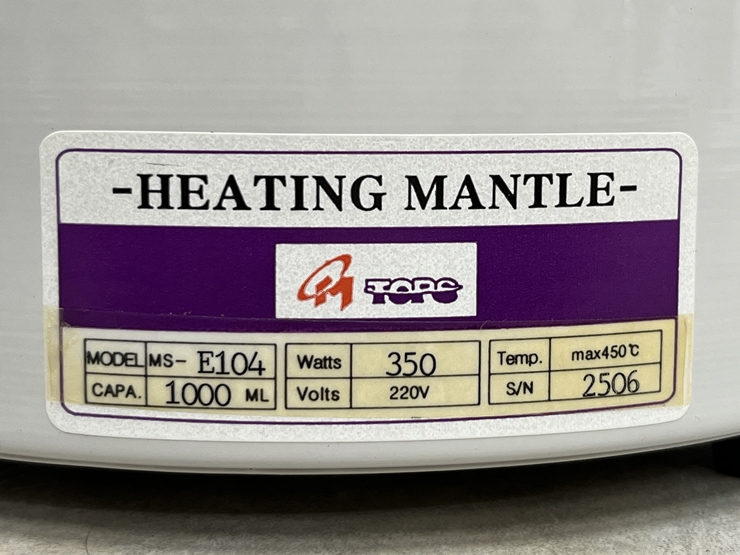 -HEATING MANTLE-
TOPS
MODEL MS- E104
CAPA. 1000 ML
Watts 350
Volts 220V
Temp. max450℃
S/N 2506